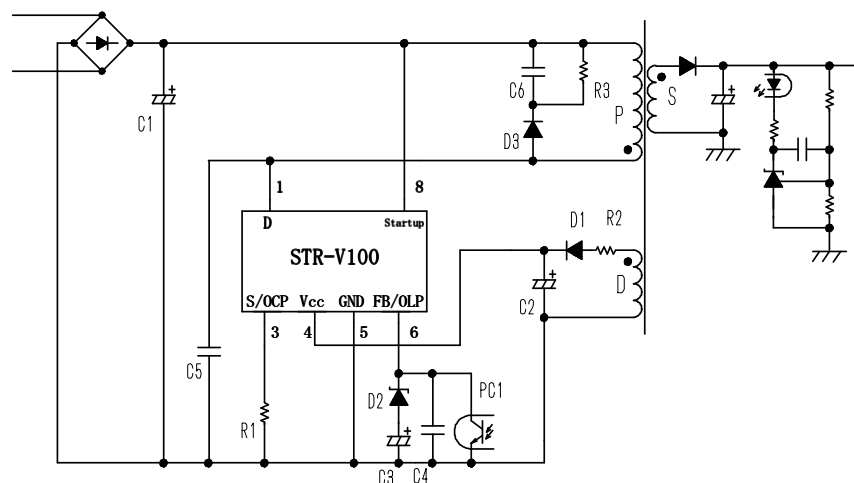 C6
R3
C1
D3
P
S
1
8
D
Startup
STR-V100
D1
R2
S/OCP
Vcc
GND
FB/OLP
C2
D
3
4
5
6
C5
D2
PC1
R1
C3
C4